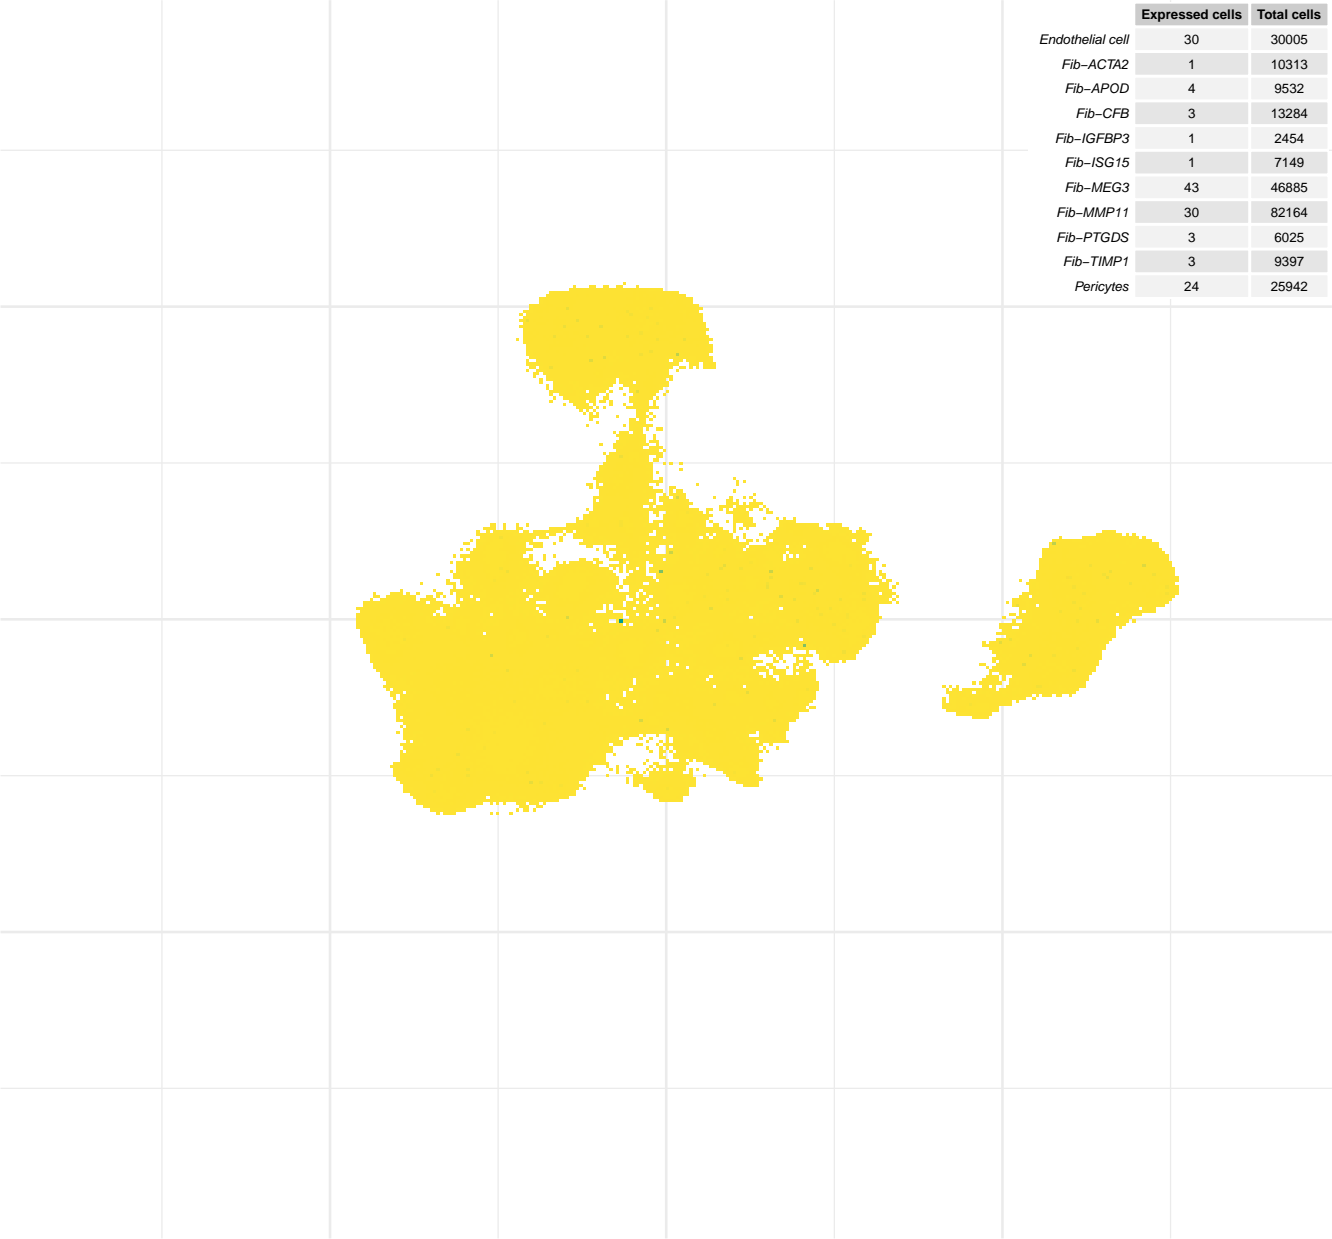 Expressed cells Total cells
Endothelial cell 30 30005
Fib−ACTA2 1 10313
Fib−APOD 4 9532
Fib−CFB 3 13284
Fib−IGFBP3 1 2454
Fib−ISG15 1 7149
Fib−MEG3 43 46885
Fib−MMP11 30 82164
Fib−PTGDS 3 6025
Fib−TIMP1 3 9397
Pericytes 24 25942